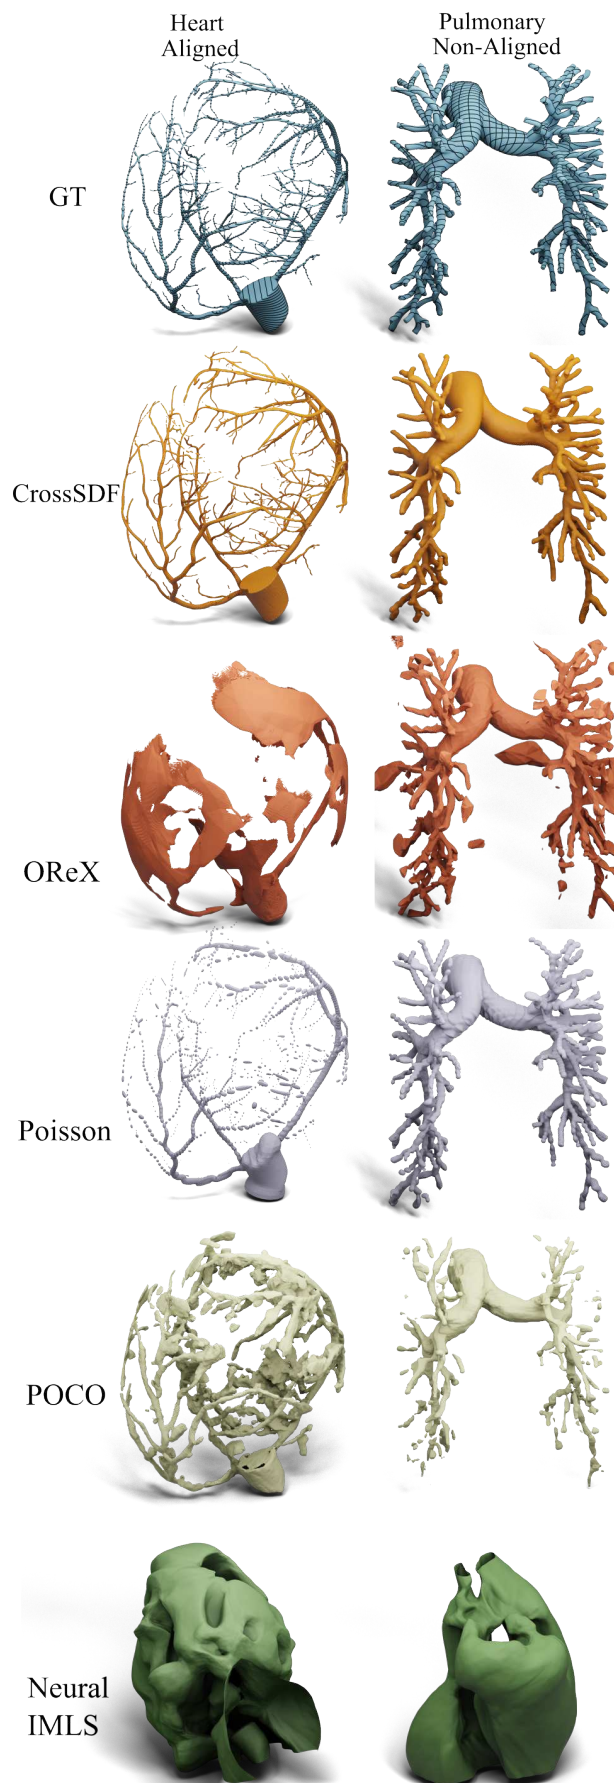 Heart
Aligned
Pulmonary
Non-Aligned
GT
CrossSDF
OReX
Poisson
POCO
Neural
IMLS